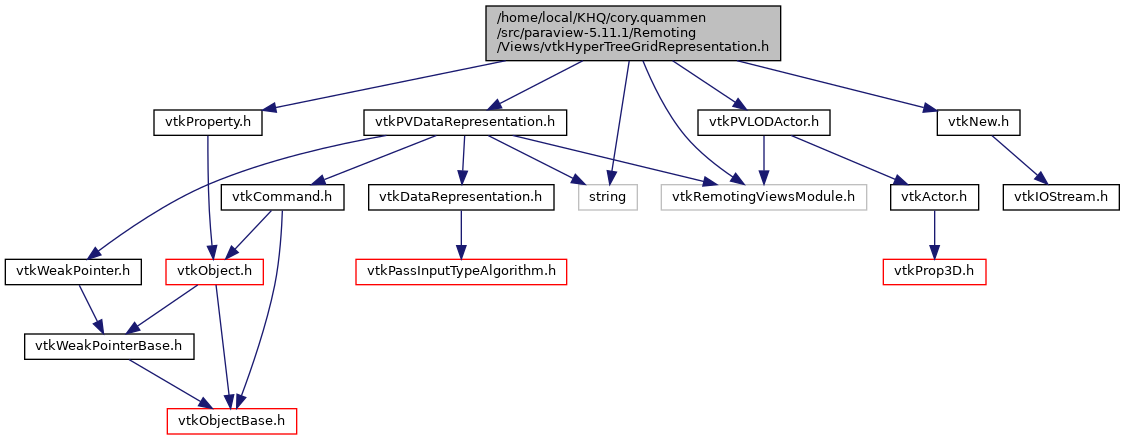 /home/local/KHQ/cory.quammen
/src/paraview-5.11.1/Remoting
/Views/vtkHyperTreeGridRepresentation.h
vtkProperty.h
vtkPVDataRepresentation.h
vtkPVLODActor.h
vtkNew.h
vtkCommand.h
vtkDataRepresentation.h
string
vtkRemotingViewsModule.h
vtkActor.h
vtkIOStream.h
vtkWeakPointer.h
vtkObject.h
vtkPassInputTypeAlgorithm.h
vtkProp3D.h
vtkWeakPointerBase.h
vtkObjectBase.h